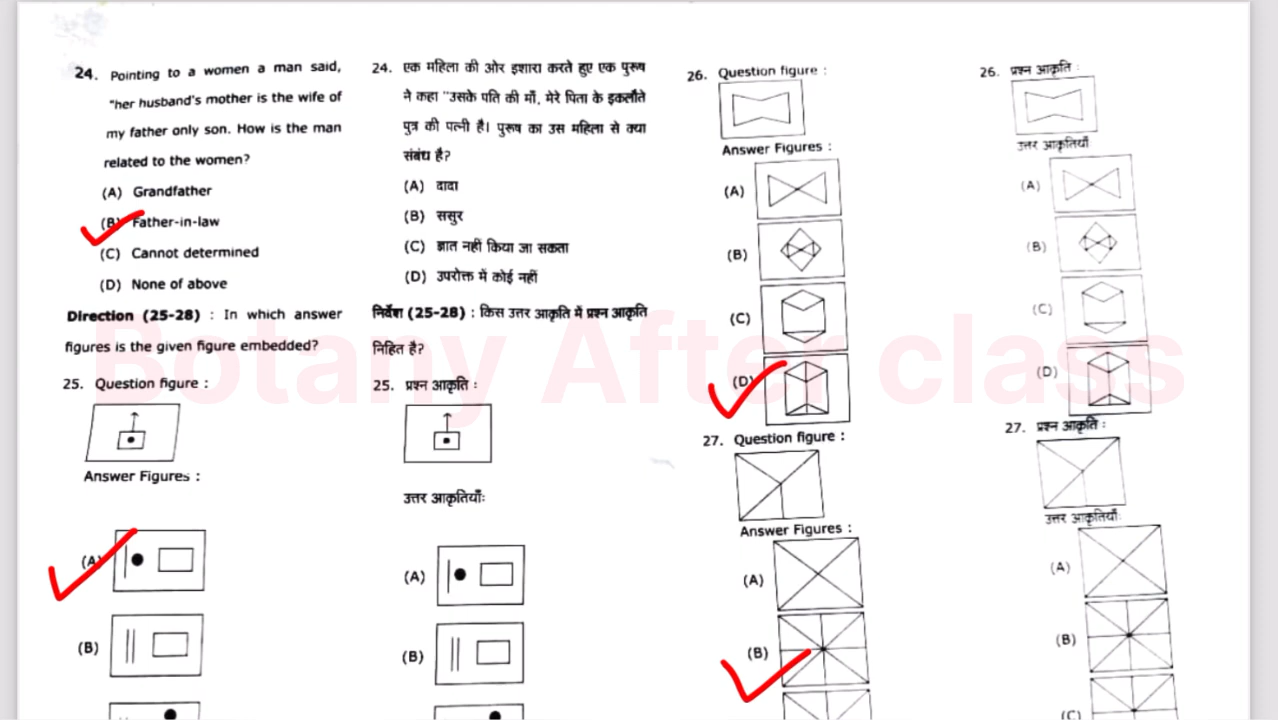 24. Pointing to a women a man said,
"her husband's mother is the wife of
my father only son. How is the man
related to the women?
(A) Grandfather
(B) Father-in-law
(C) Cannot determined
(D) None of above
Direction (25-28) : In which answer
figures is the given figure embedded?
25. Question figure :
Answer Figures :
(A)
(B)
24. एक महिला की ओर इशारा करते हुए एक पुरूष
ने कहा "उसके पति की माँ, मेरे पिता के इकलौते
पुत्र की पत्नी है। पुरूष का उस महिला से क्या
संबंध है?
(A) दादा
(B) ससुर
(C) ज्ञात नहीं किया जा सकता
(D) उपरोक्त में कोई नहीं
निर्देश (25-28) : किस उत्तर आकृति में प्रश्न आकृति
निहित है?
25. प्रश्न आकृति :
उत्तर आकृतियाँः
(A)
(B)
26. Question figure :
Answer Figures :
(A)
(B)
(C)
(D)
27. Question figure :
Answer Figures :
(A)
(B)
26. प्रश्न आकृति :
उत्तर आकृतियाँ
(A)
(B)
(C)
(D)
27. प्रश्न आकृति :
उत्तर आकृतियाँः
(A)
(B)
(C)
Botany After class